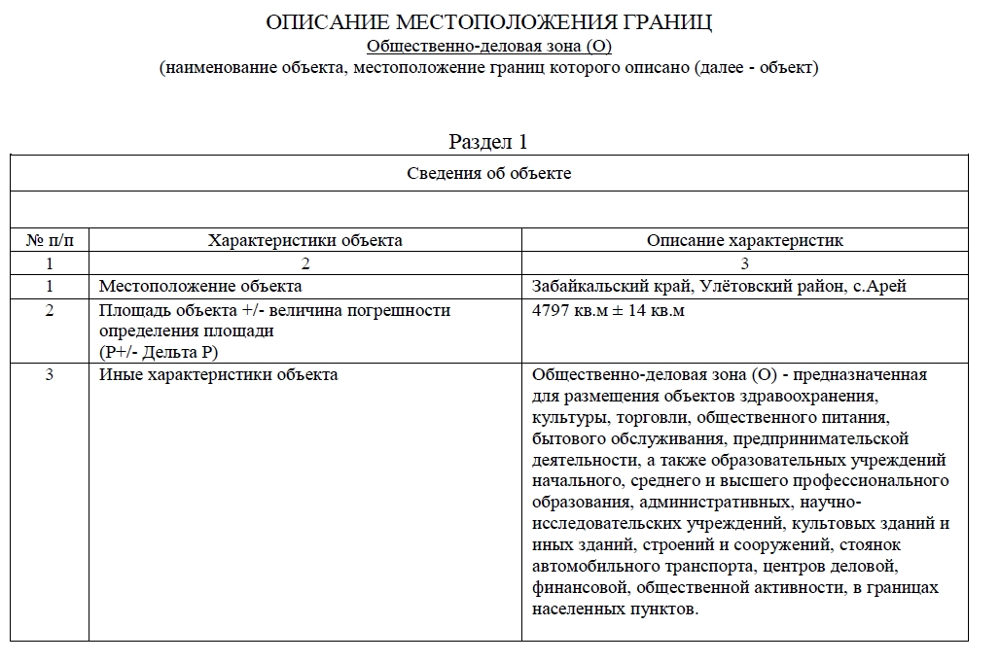 ОПИСАНИЕ МЕСТОПОЛОЖЕНИЯ ГРАНИЦ
Общественно-деловая зона (О)
(наименование объекта, местоположение границ которого описано (далее - объект)
Раздел 1
Сведения об объекте
№ п/п Характеристики объекта Описание характеристик
1 2 3
1 Местоположение объекта Забайкальский край, Улётовский район, с.Арей
2 Площадь объекта +/- величина погрешности 4797 кв.м ± 14 кв.м
определения площади
(Р+/- Дельта Р)
3 Иные характеристики объекта Общественно-деловая зона (О) - предназначенная
для размещения объектов здравоохранения,
культуры, торговли, общественного питания,
бытового обслуживания, предпринимательской
деятельности, а также образовательных учреждений
начального, среднего и высшего профессионального
образования, административных, научно-
исследовательских учреждений, культовых зданий и
иных зданий, строений и сооружений, стоянок
автомобильного транспорта, центров деловой,
финансовой, общественной активности, в границах
населенных пунктов.